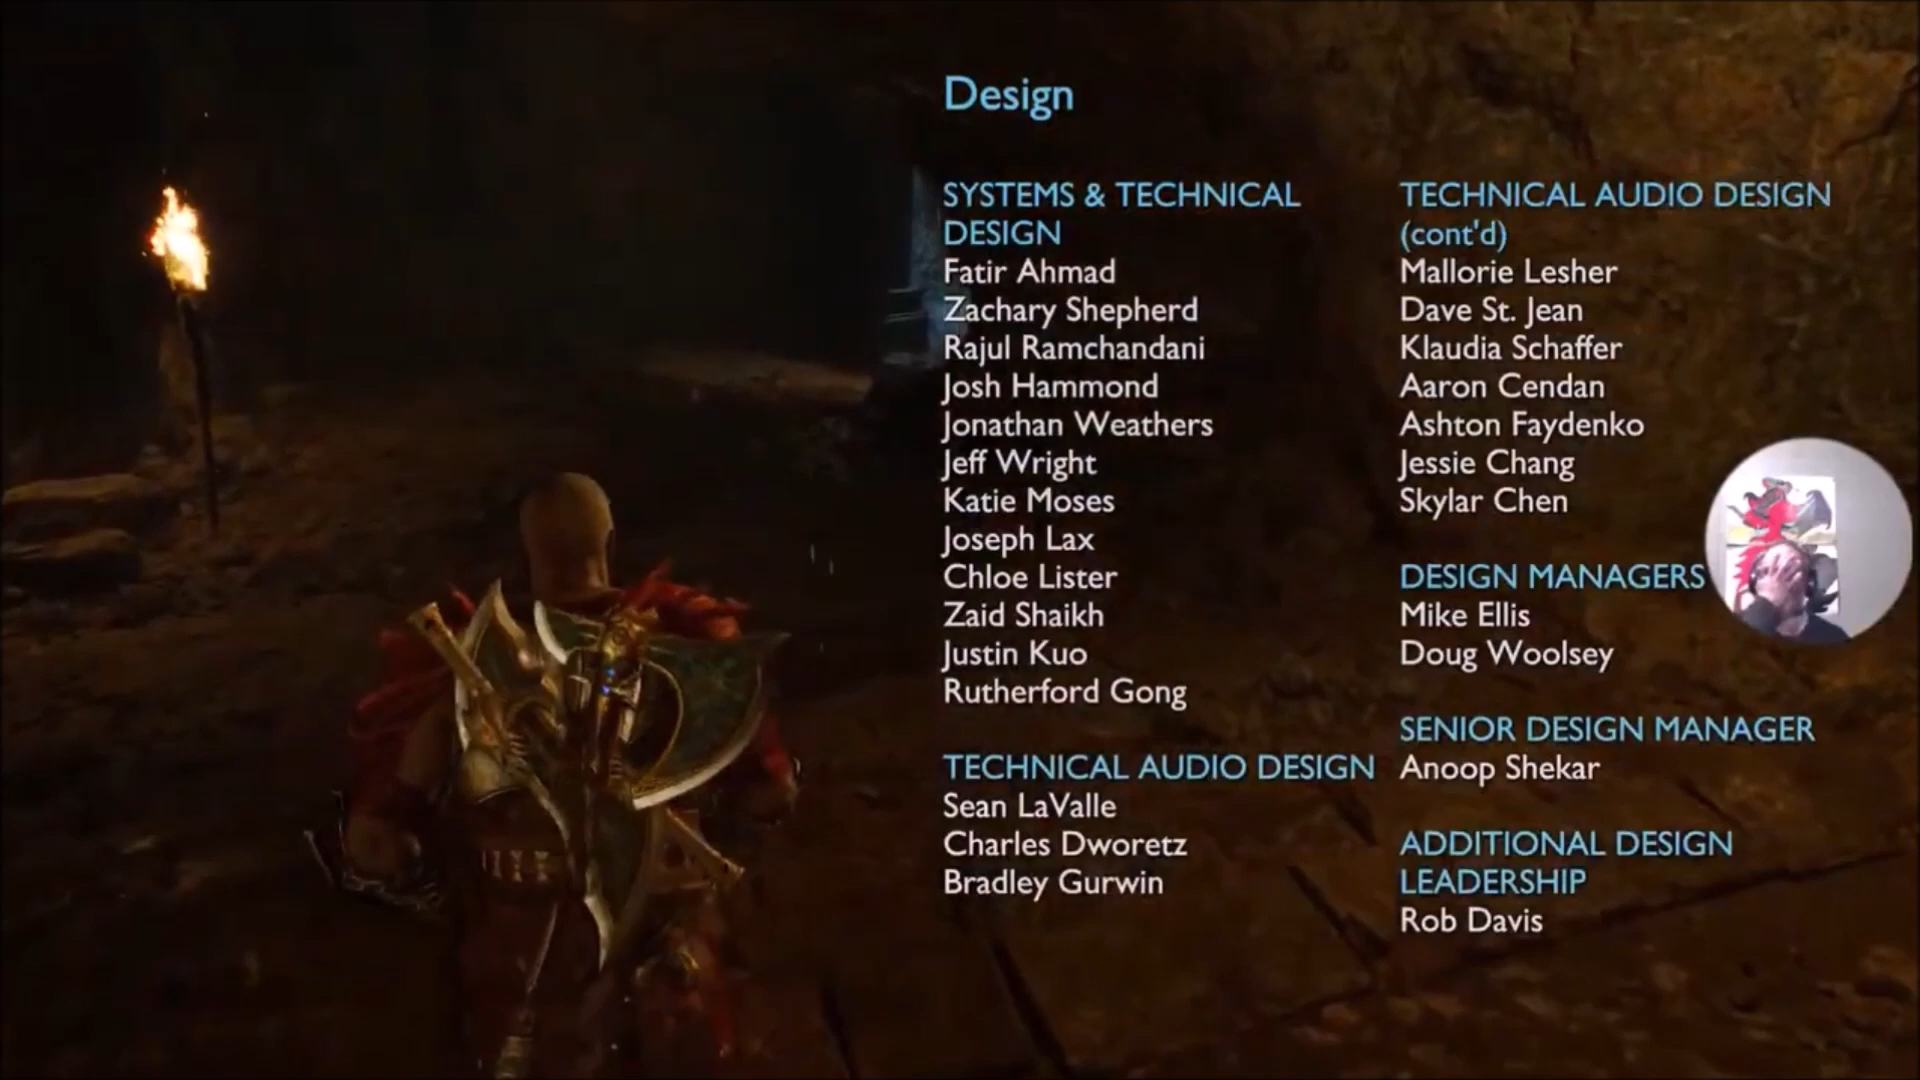 Design
SYSTEMS & TECHNICAL
DESIGN
Fatir Ahmad
Zachary Shepherd
Rajul Ramchandani
Josh Hammond
Jonathan Weathers
Jeff Wright
Katie Moses
Joseph Lax
Chloe Lister
Zaid Shaikh
Justin Kuo
Rutherford Gong
TECHNICAL AUDIO DESIGN
Sean LaValle
Charles Dworetz
Bradley Gurwin
TECHNICAL AUDIO DESIGN
(cont'd)
Mallorie Lesher
Dave St. Jean
Klaudia Schaffer
Aaron Cendan
Ashton Faydenko
Jessie Chang
Skylar Chen
DESIGN MANAGERS
Mike Ellis
Doug Woolsey
SENIOR DESIGN MANAGER
Anoop Shekar
ADDITIONAL DESIGN
LEADERSHIP
Rob Davis